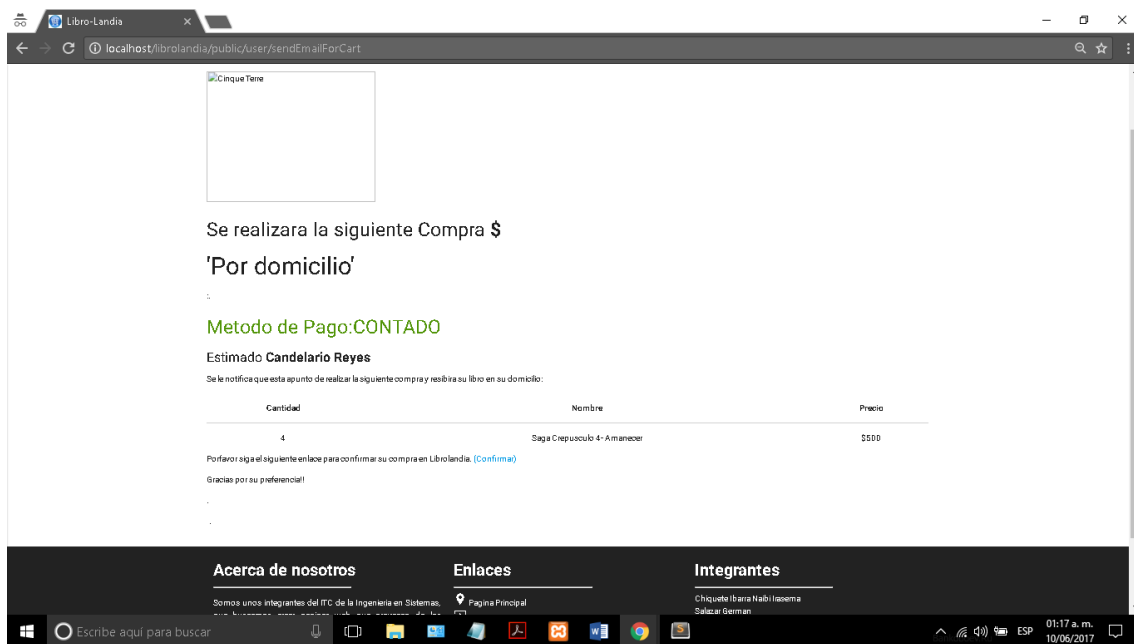 Libro-Landia
localhost/librolandia/public/user/sendEmailForCart
Cinque Terre
Se realizara la siguiente Compra $
'Por domicilio'
:.
Metodo de Pago:CONTADO
Estimado Candelario Reyes
Se le notifica que esta apunto de realizar la siguiente compra y resibira su libro en su domicilio:
Cantidad Nombre Precio
4 Saga Crepusculo 4- Amanecer $500
Porfavor siga el siguiente enlace para confirmar su compra en Librolandia. (Confirmar)
Gracias por su preferencia!!
.
.
Acerca de nosotros Enlaces Integrantes
Somos unos integrantes del ITC de la Ingenieria en Sistemas, Pagina Principal Chiquete Ibarra Naibi Irasema
Salazar German
Escribe aquí para buscar ESP 01:17 a. m.
10/06/2017